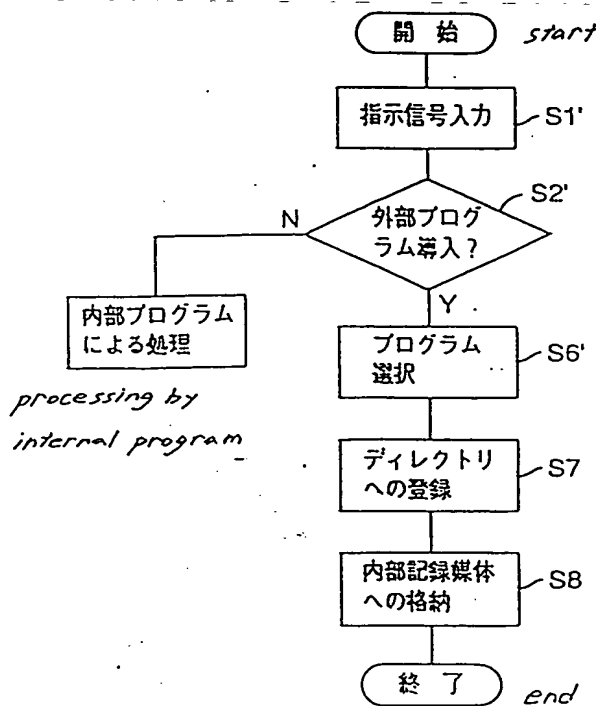 開 始
start
指示信号入力
S1'
S2'
外部プログ
ラム導入?
N
Y
内部プログラム
による処理
processing by
internal program
プログラム
選択
S6'
ディレクトリ
への登録
S7
内部記録媒体
への格納
S8
終 了
end